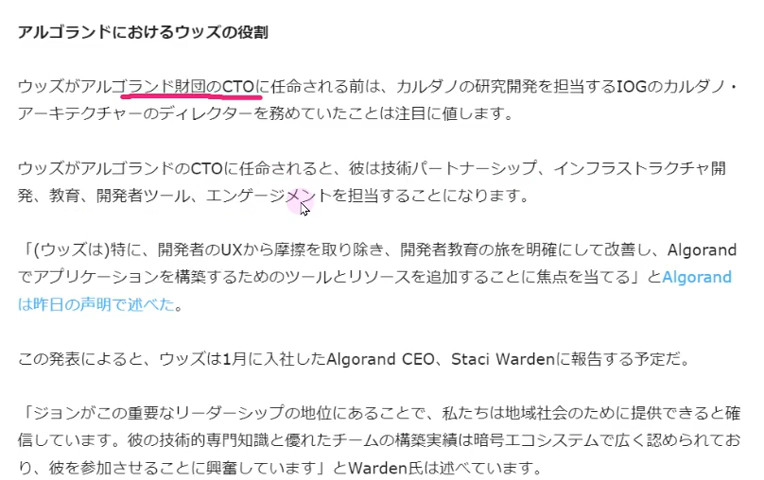 アルゴランドにおけるウッズの役割
ウッズがアルゴランド財団のCTOに任命される前は、カルダノの研究開発を担当するIOGのカルダノ・
アーキテクチャーのディレクターを務めていたことは注目に値します。
ウッズがアルゴランドのCTOに任命されると、彼は技術パートナーシップ、インフラストラクチャ開
発、教育、開発者ツール、エンゲージメントを担当することになります。
「(ウッズは)特に、開発者のUXから摩擦を取り除き、開発者教育の旅を明確にして改善し、Algorand
でアプリケーションを構築するためのツールとリソースを追加することに焦点を当てる」とAlgorand
は昨日の声明で述べた。
この発表によると、ウッズは1月に入社したAlgorand CEO、Staci Wardenに報告する予定だ。
「ジョンがこの重要なリーダーシップの地位にあることで、私たちは地域社会のために提供できると確
信しています。彼の技術的専門知識と優れたチームの構築実績は暗号エコシステムで広く認められてお
り、彼を参加させることに興奮しています」とWarden氏は述べています。